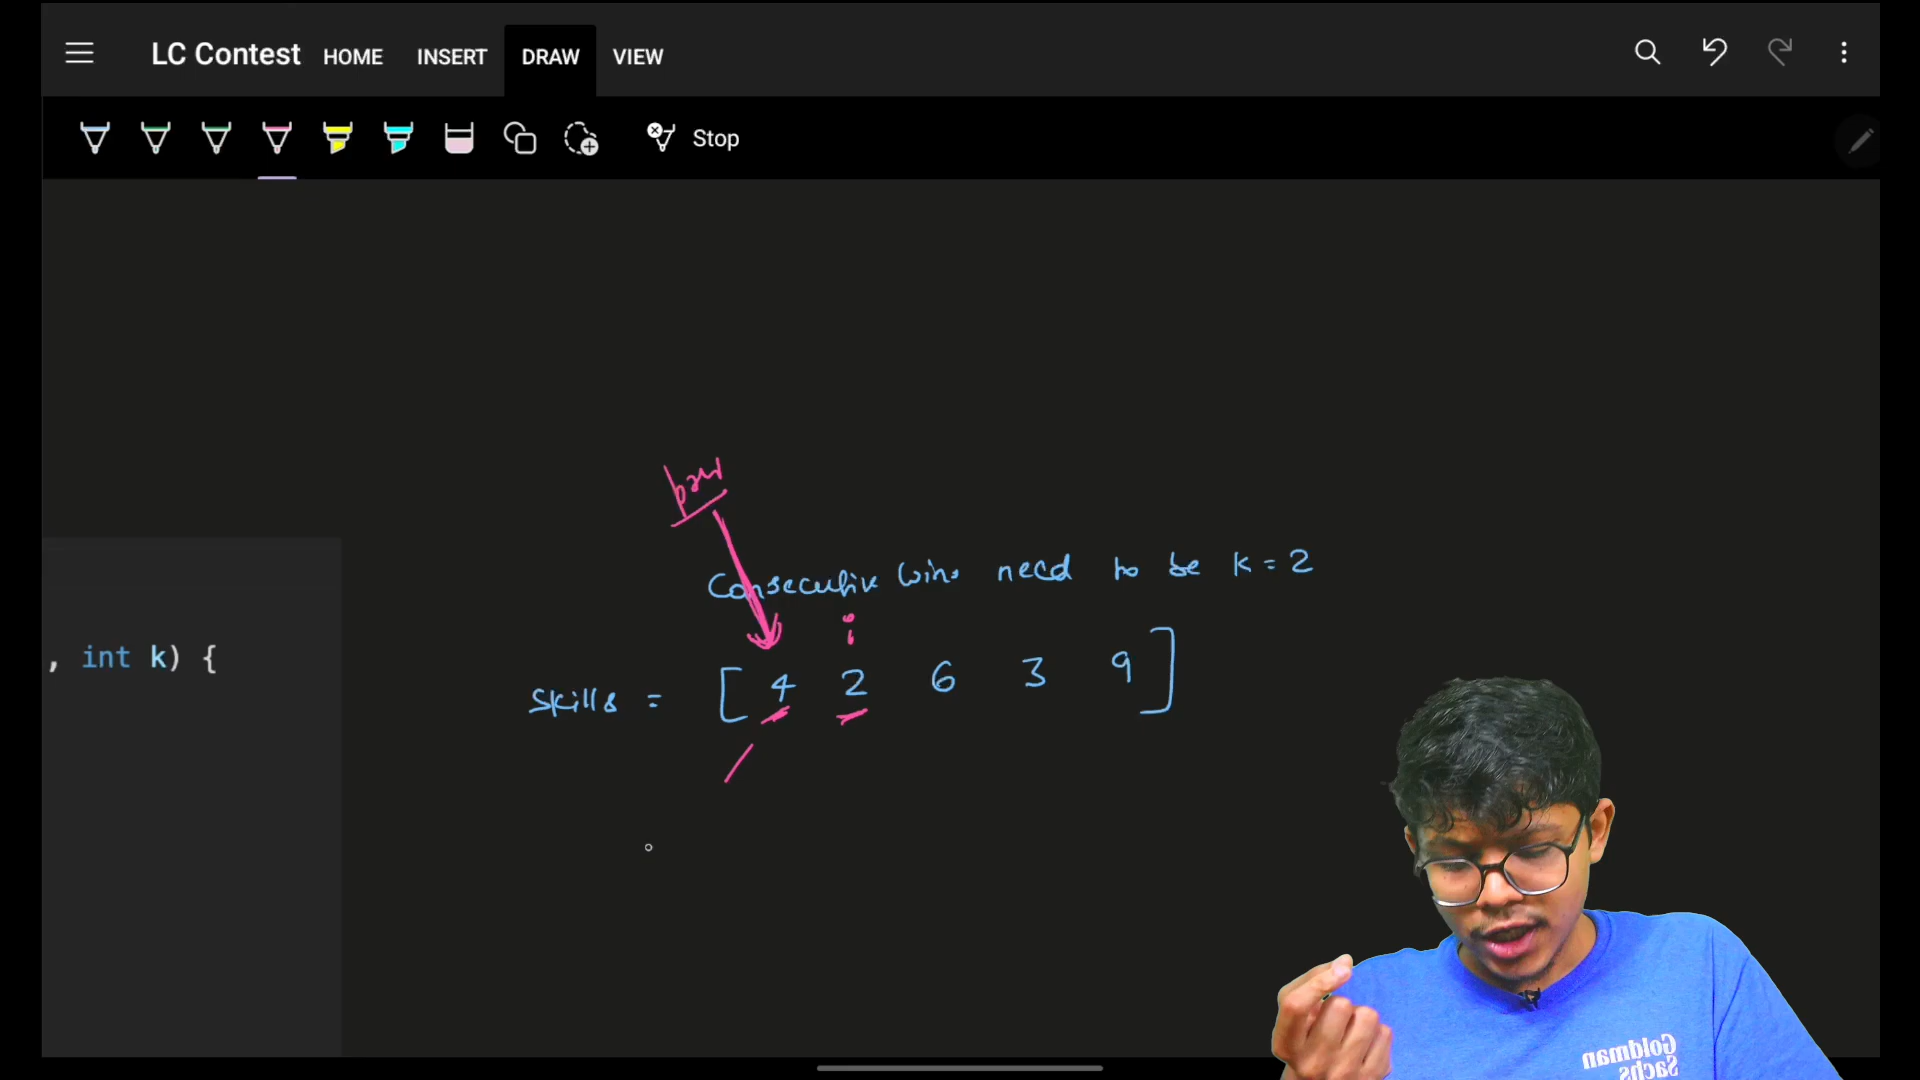 LC Contest HOME INSERT DRAW VIEW
Stop
Consecutive wins need to be k = 2
i
, int k) {
Skills = [ 4 2 6 3 9 ]
Goldman
Sachs